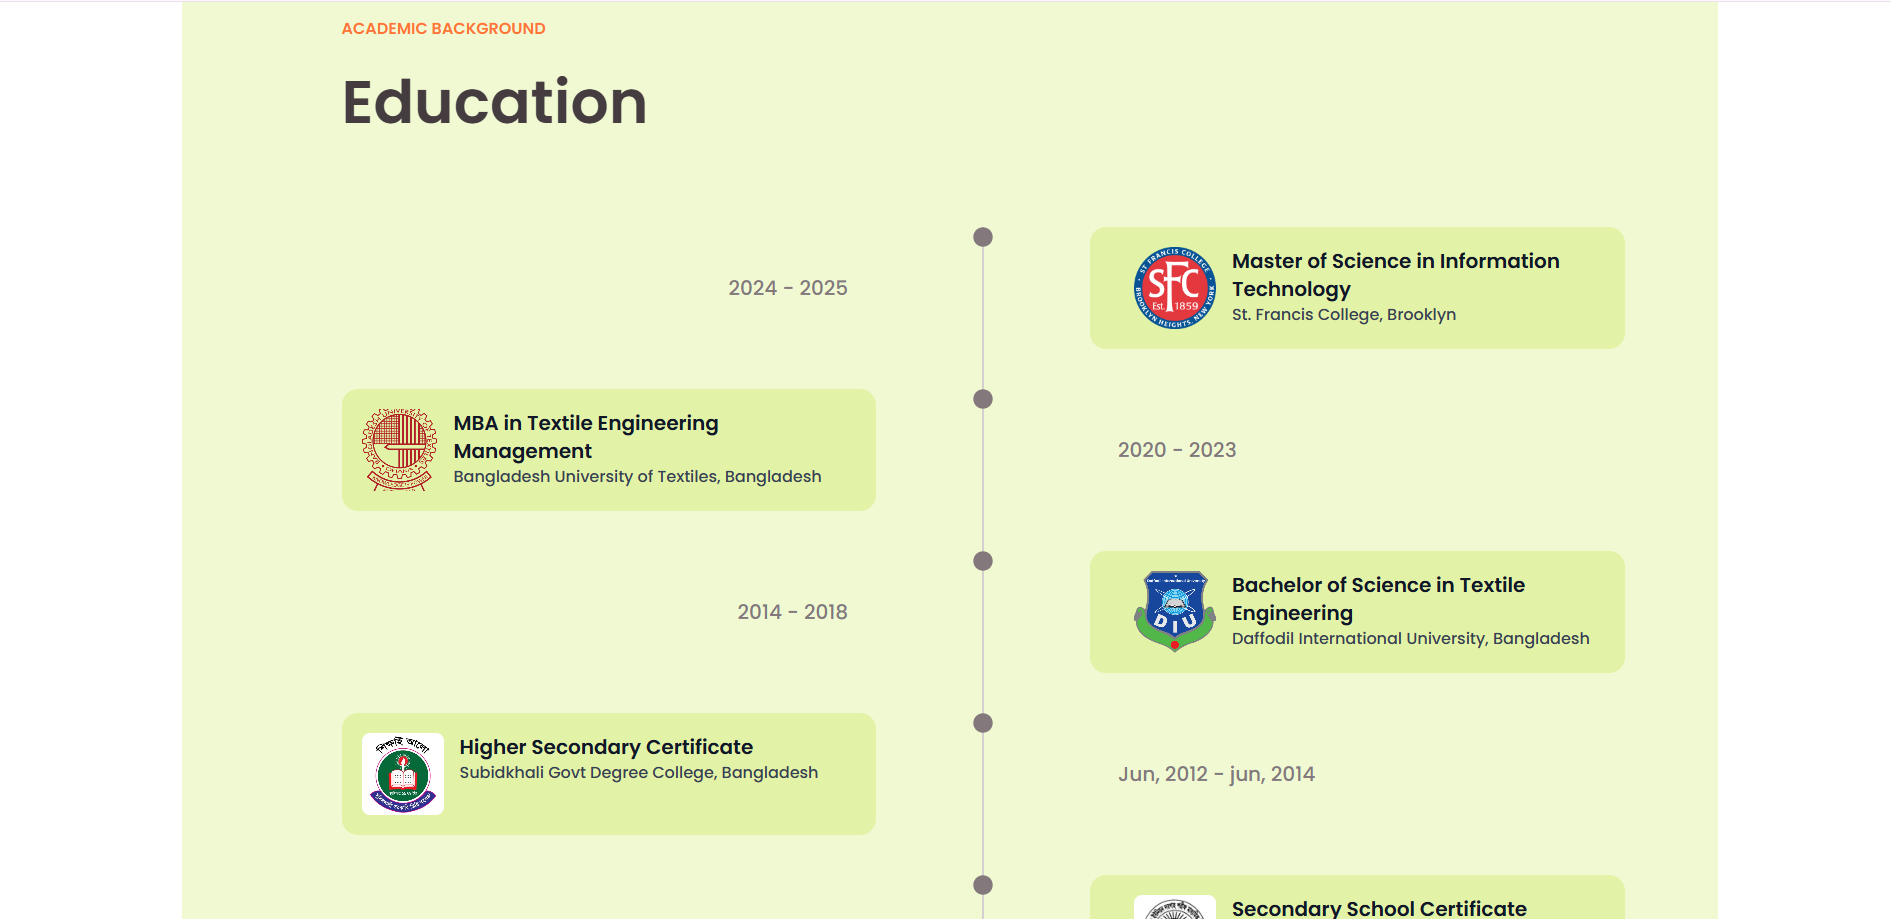 ACADEMIC BACKGROUND
Education
2024 - 2025
ST FRANCIS COLLEGE
SFC
Est. 1859
BROOKLYN HEIGHTS, NEW YORK
Master of Science in Information
Technology
St. Francis College, Brooklyn
MBA in Textile Engineering
Management
Bangladesh University of Textiles, Bangladesh
2020 - 2023
2014 - 2018
Daffodil International University
DIU
Bachelor of Science in Textile
Engineering
Daffodil International University, Bangladesh
শিক্ষাই আলো
Higher Secondary Certificate
Subidkhali Govt Degree College, Bangladesh
Jun, 2012 - jun, 2014
Secondary School Certificate